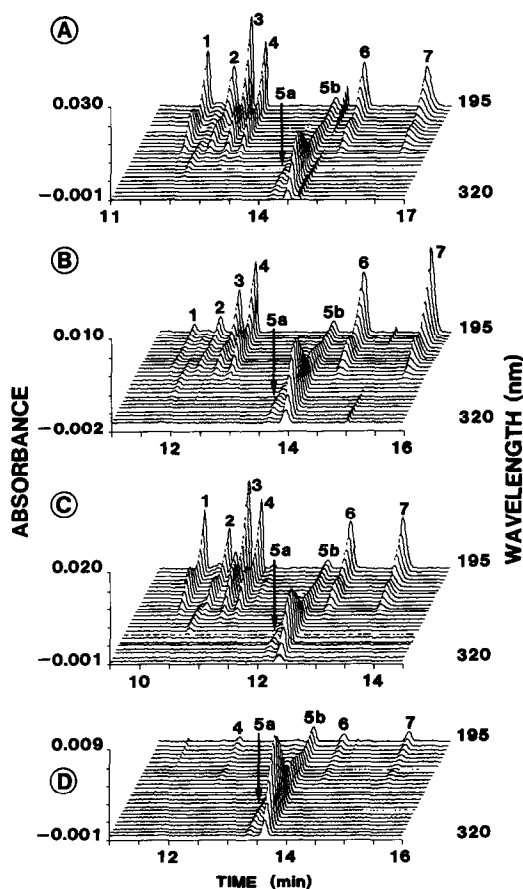 A
1 2 3 4 5a 5b 6 7
0.030 195
-0.001 320
11 14 17
B
1 2 3 4 5a 5b 6 7
0.010 195
-0.002 320
12 14 16
C
1 2 3 4 5a 5b 6 7
0.020 195
-0.001 320
10 11 12 13 14
D
4 5a 5b 6 7
0.009 195
-0.001 320
12 14 16
TIME (min)
ABSORBANCE
WAVELENGTH (nm)